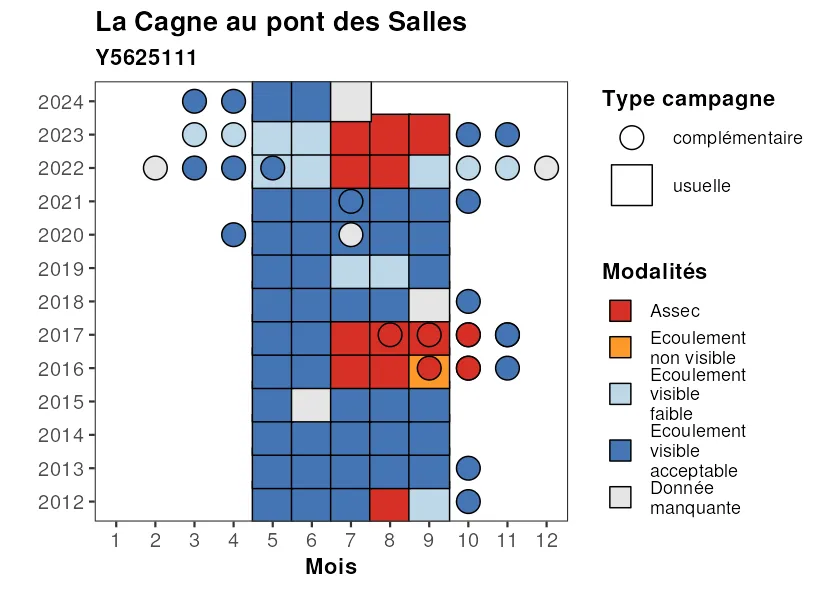 La Cagne au pont des Salles
Y5625111
2024
2023
2022
2021
2020
2019
2018
2017
2016
2015
2014
2013
2012
1 2 3 4 5 6 7 8 9 10 11 12
Mois
Type campagne
complémentaire
usuelle
Modalités
Assec
Ecoulement
non visible
Ecoulement
visible
faible
Ecoulement
visible
acceptable
Donnée
manquante